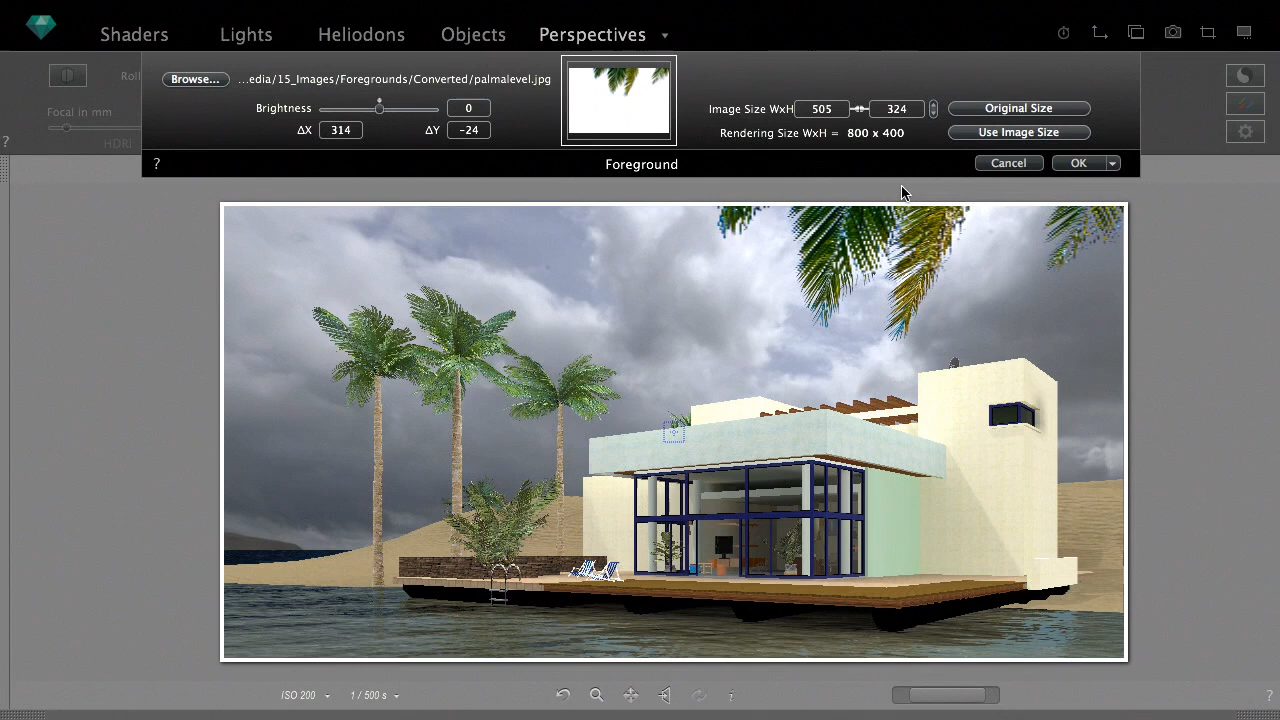 Shaders Lights Heliodons Objects Perspectives
Browse... ...edia/15_Images/Foregrounds/Converted/palmalevel.jpg
Roll
Brightness 0
Image Size WxH 505 324 Original Size
Focal in mm
ΔX 314 ΔY -24
Rendering Size WxH = 800 x 400 Use Image Size
?
HDRI
? Foreground Cancel OK
ISO 200 1 / 500 s i ?